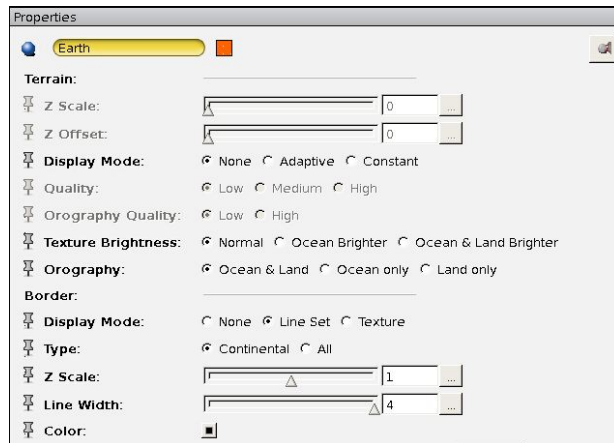 Properties
Earth
Terrain:
Z Scale: 0 ...
Z Offset: 0 ...
Display Mode: None Adaptive Constant
Quality: Low Medium High
Orography Quality: Low High
Texture Brightness: Normal Ocean Brighter Ocean & Land Brighter
Orography: Ocean & Land Ocean only Land only
Border:
Display Mode: None Line Set Texture
Type: Continental All
Z Scale: 1 ...
Line Width: 4 ...
Color: